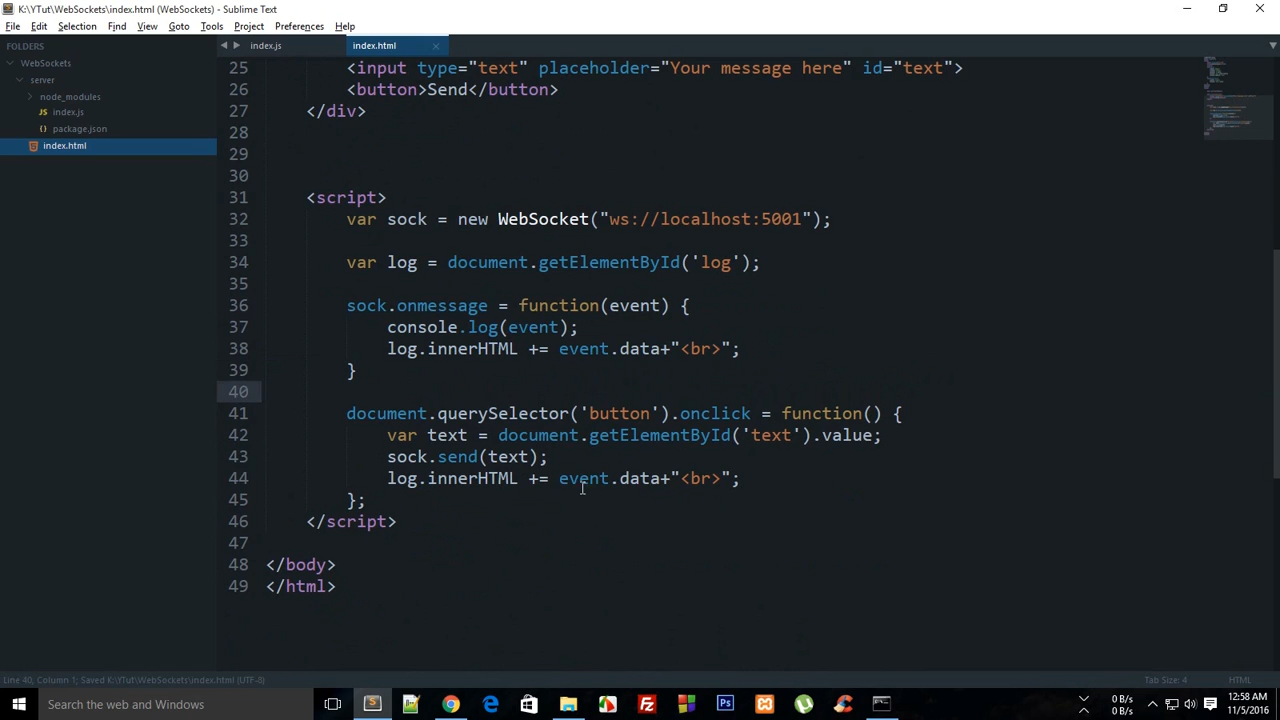 K:\YTut\WebSockets\index.html (WebSockets) - Sublime Text
File Edit Selection Find View Goto Tools Project Preferences Help
FOLDERS
WebSockets
server
node_modules
JS index.js
{} package.json
index.html
index.js index.html ×
25 <input type="text" placeholder="Your message here" id="text">
26 <button>Send</button>
27 </div>
28
29
30
31 <script>
32 var sock = new WebSocket("ws://localhost:5001");
33
34 var log = document.getElementById('log');
35
36 sock.onmessage = function(event) {
37 console.log(event);
38 log.innerHTML += event.data+"<br>";
39 }
40
41 document.querySelector('button').onclick = function() {
42 var text = document.getElementById('text').value;
43 sock.send(text);
44 log.innerHTML += event.data+"<br>";
45 };
46 </script>
47
48 </body>
49 </html>
Line 40, Column 1; Saved K:\YTut\WebSockets\index.html (UTF-8) Tab Size: 4 HTML
Search the web and Windows
0 B/s
0 B/s
12:58 AM
11/5/2016